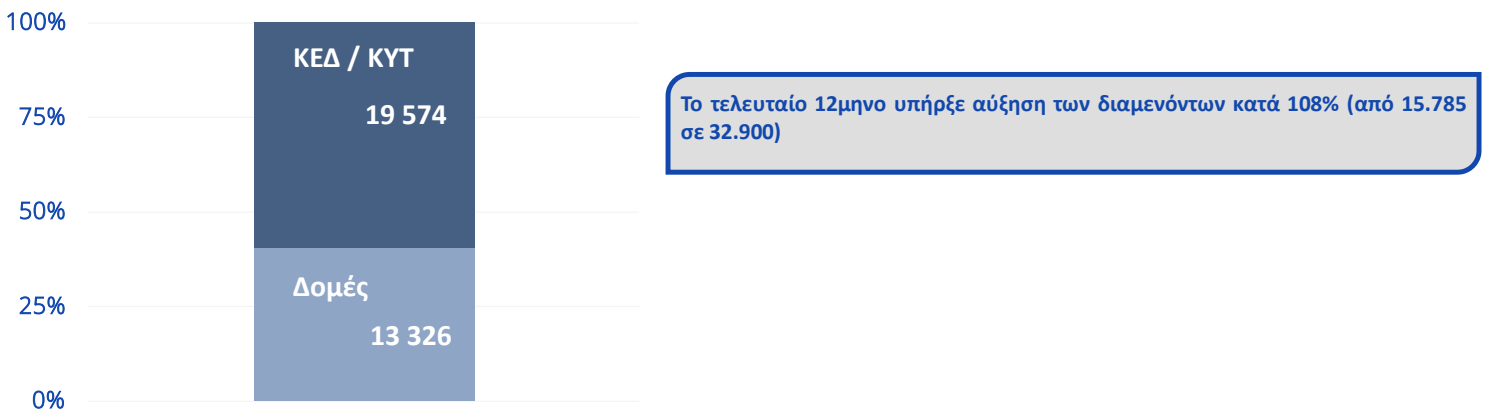 100%
75%
50%
25%
0%
ΚΕΔ / ΚΥΤ
19 574
Δομές
13 326
Το τελευταίο 12μηνο υπήρξε αύξηση των διαμενόντων κατά 108% (από 15.785
σε 32.900)